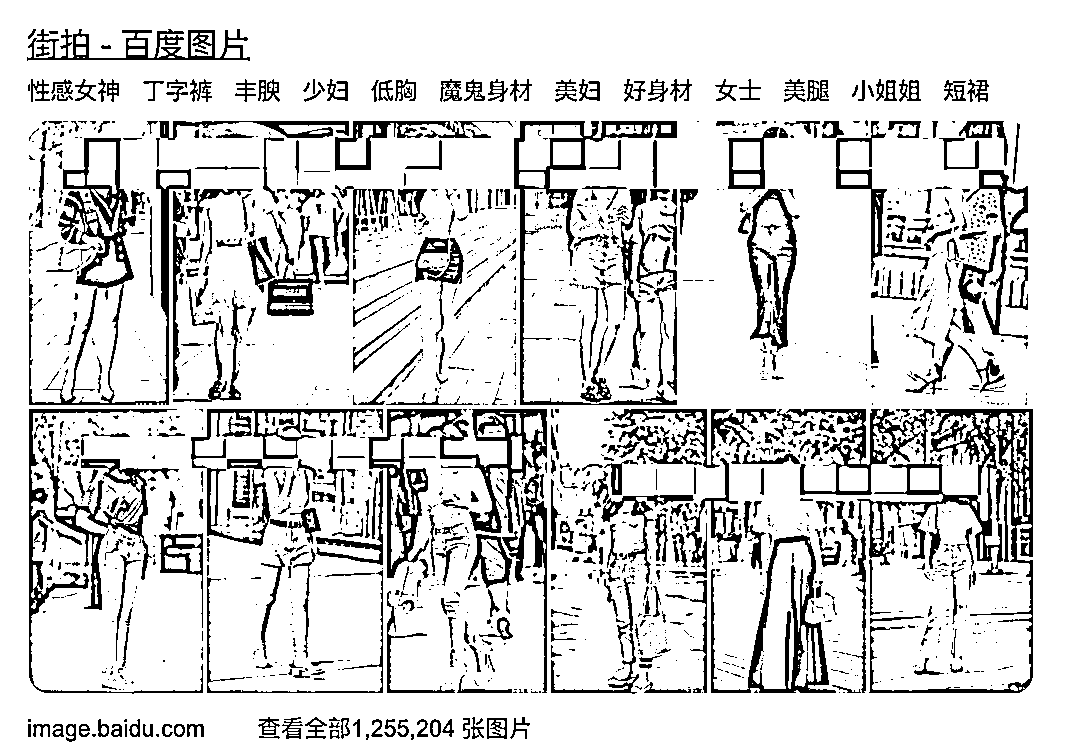 街拍 - 百度图片
性感女神 丁字裤 丰腴 少妇 低胸 魔鬼身材 美妇 好身材 女士 美腿 小姐姐 短裙
image.baidu.com 查看全部1,255,204 张图片